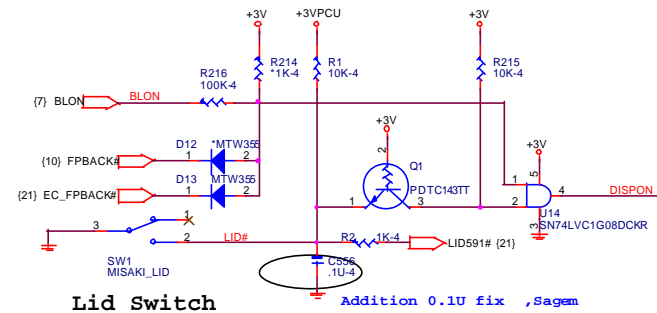 +3V
+3VPCU
+3V
R214
*1K-4
R1
10K-4
R215
10K-4
R216
100K-4
{7} BLON
BLON
+3V
+3V
D12
*MTW355
{10} FPBACK#
1
2
2
Q1
PDTC143TT
D13
MTW355
{21} EC_FPBACK#
1
2
1
3
1
2
5
4
3
DISPON
U14
SN74LVC1G08DCKR
3
1
2
LID#
R2
1K-4
LID591# {21}
SW1
MISAKI_LID
C556
.1U-4
Lid Switch
Addition 0.1U fix ,Sagem